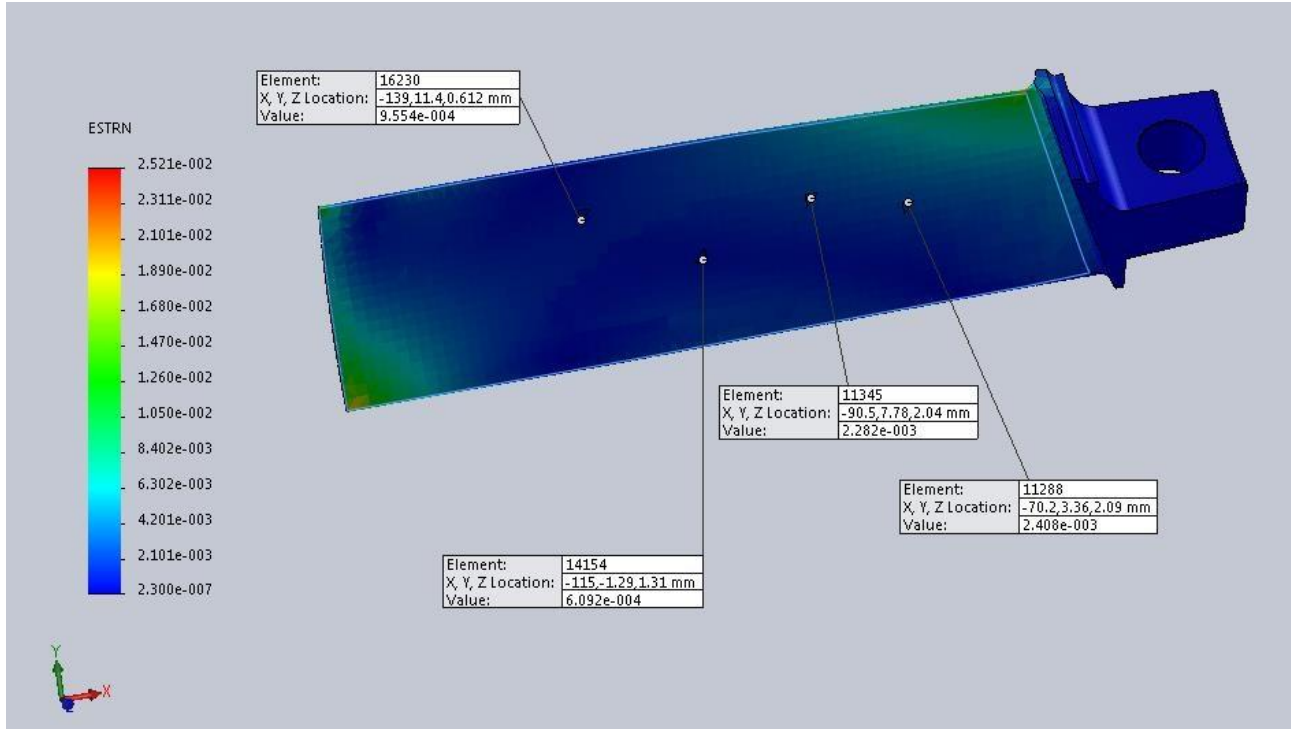 Element: 16230
X, Y, Z Location: -139,11.4,0.612 mm
Value: 9.554e-004
ESTRN
2.521e-002
2.311e-002
2.101e-002
1.890e-002
1.680e-002
1.470e-002
1.260e-002
1.050e-002
8.402e-003
6.302e-003
4.201e-003
2.101e-003
2.300e-007
Element: 11345
X, Y, Z Location: -90.5,7.78,2.04 mm
Value: 2.282e-003
Element: 11288
X, Y, Z Location: -70.2,3.36,2.09 mm
Value: 2.408e-003
Element: 14154
X, Y, Z Location: -115,-1.29,1.31 mm
Value: 6.092e-004
Y
X
Z